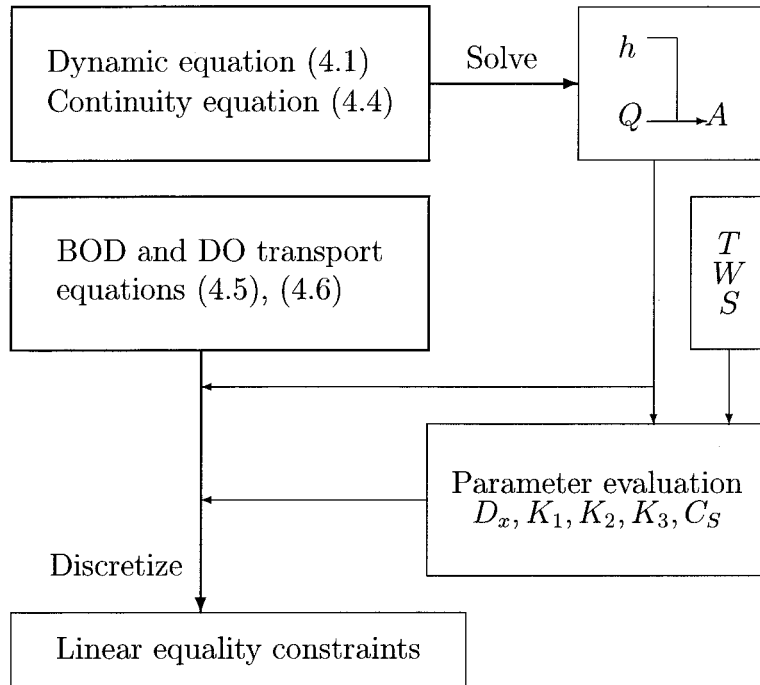 Dynamic equation (4.1)
Continuity equation (4.4)
Solve
h
Q A
BOD and DO transport
equations (4.5), (4.6)
T
W
S
Parameter evaluation
D_x, K_1, K_2, K_3, C_S
Discretize
Linear equality constraints